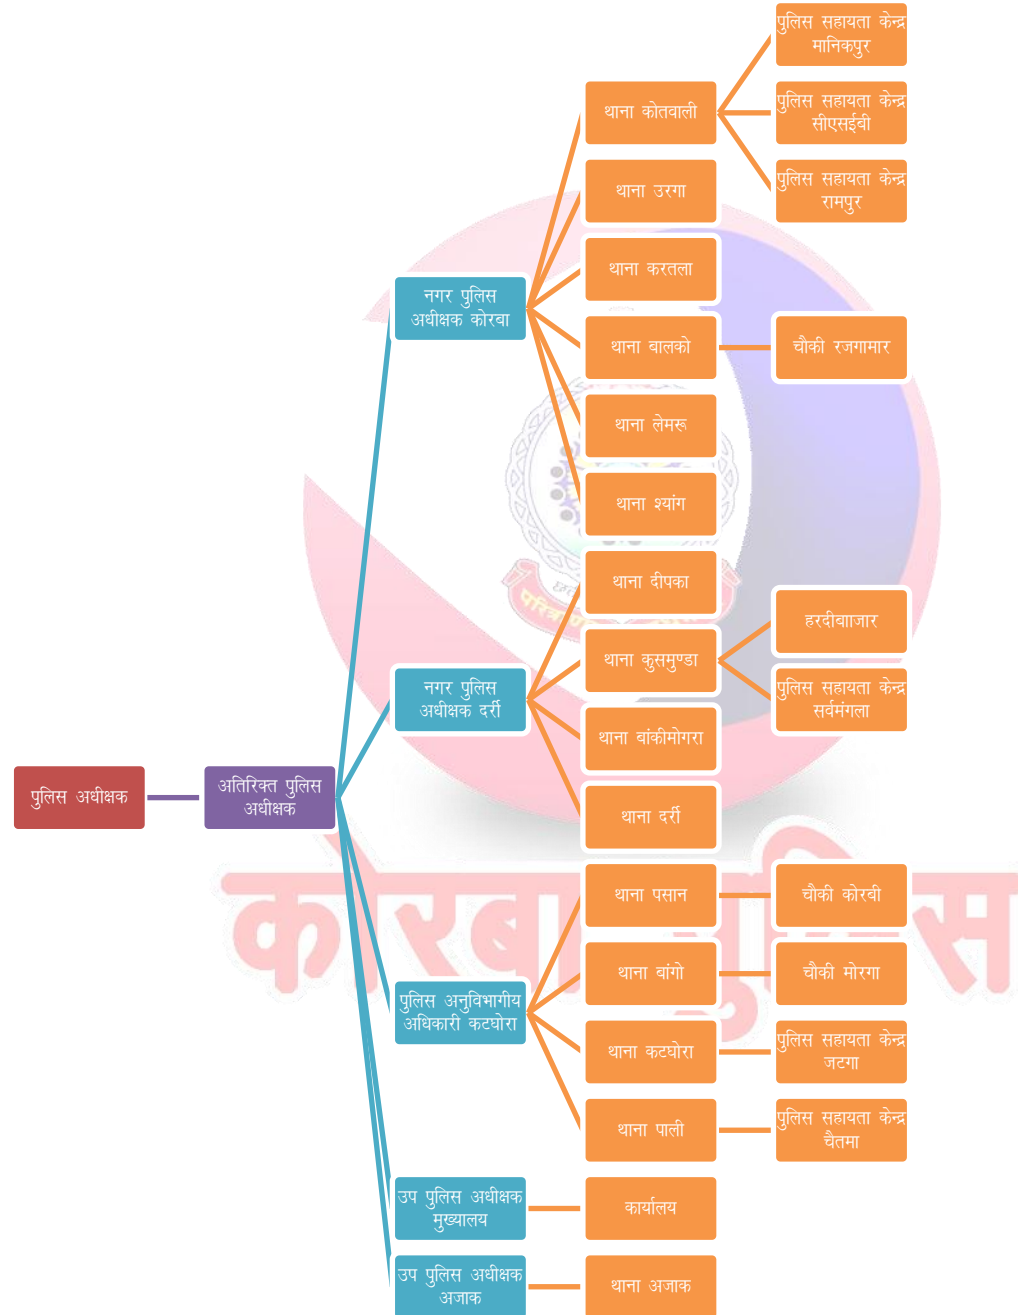 पुलिस अधीक्षक
अतिरिक्त पुलिस
अधीक्षक
नगर पुलिस
अधीक्षक कोरबा
थाना कोतवाली
पुलिस सहायता केन्द्र
मानिकपुर
पुलिस सहायता केन्द्र
सीएसईबी
पुलिस सहायता केन्द्र
रामपुर
थाना उरगा
थाना करतला
थाना बालको
चौकी रजगामार
थाना लेमरू
थाना श्यांग
नगर पुलिस
अधीक्षक दर्री
थाना दीपका
थाना कुसमुण्डा
हरदीबााजार
पुलिस सहायता केन्द्र
सर्वमंगला
थाना बांकीमोगरा
थाना दर्री
पुलिस अनुविभागीय
अधिकारी कटघोरा
थाना पसान
चौकी कोरबी
थाना बांगो
चौकी मोरगा
थाना कटघोरा
पुलिस सहायता केन्द्र
जटगा
थाना पाली
पुलिस सहायता केन्द्र
चैतमा
उप पुलिस अधीक्षक
मुख्यालय
कार्यालय
उप पुलिस अधीक्षक
अजाक
थाना अजाक
कोरबा पुलिस